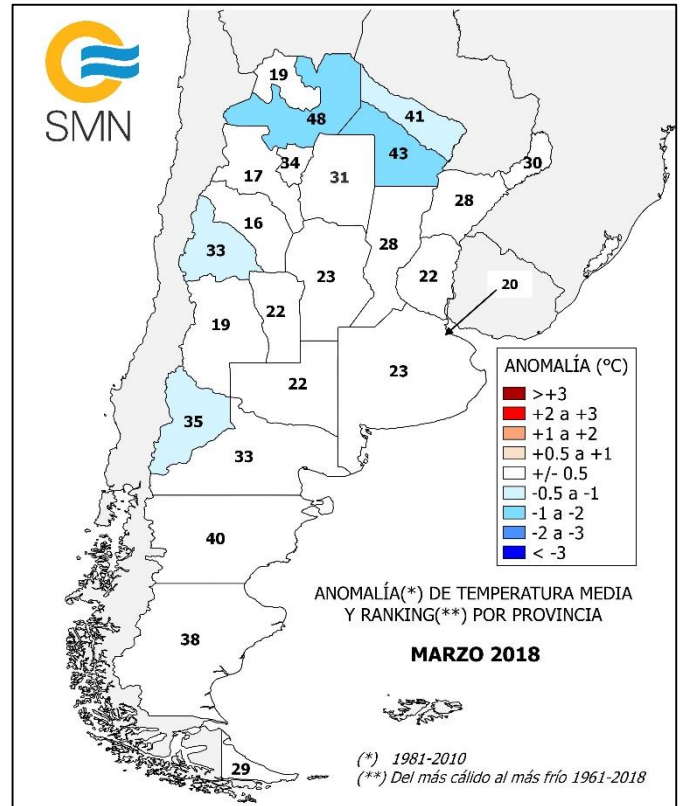 SMN
19
48
41
34
43
17
31
30
16
28
33
28
23
22
20
22
19
22
23
35
33
40
38
29
ANOMALÍA (°C)
>+3
+2 a +3
+1 a +2
+0.5 a +1
+/- 0.5
-0.5 a -1
-1 a -2
-2 a -3
< -3
ANOMALÍA(*) DE TEMPERATURA MEDIA
Y RANKING(**) POR PROVINCIA
MARZO 2018
(*) 1981-2010
(**) Del más cálido al más frío 1961-2018